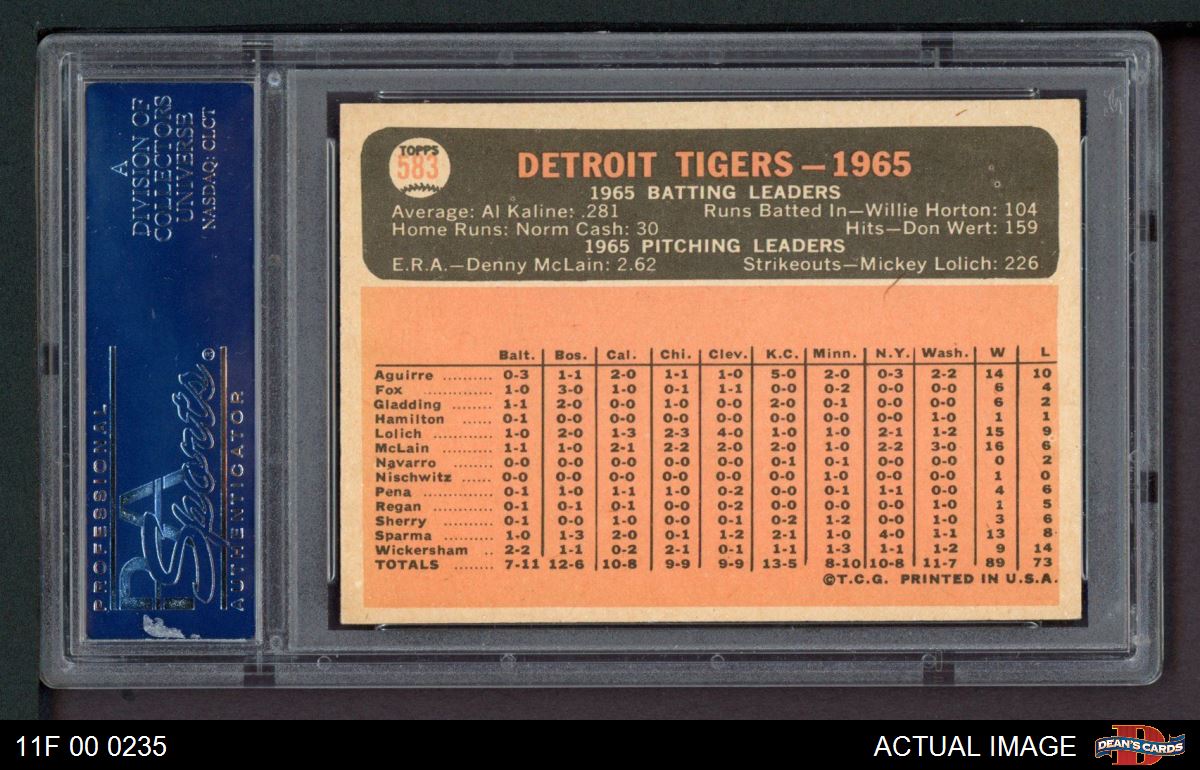 A
DIVISION OF
COLLECTORS
UNIVERSE
NASDAQ: CLCT
PROFESSIONAL
PSA
Sports®
AUTHENTICATOR
TOPPS
583
DETROIT TIGERS — 1965
1965 BATTING LEADERS
Average: Al Kaline: .281 Runs Batted In—Willie Horton: 104
Home Runs: Norm Cash: 30 Hits—Don Wert: 159
1965 PITCHING LEADERS
E.R.A.—Denny McLain: 2.62 Strikeouts—Mickey Lolich: 226
Balt. Bos. Cal. Chi. Clev. K.C. Minn. N.Y. Wash. W L
Aguirre .......... 0-3 1-1 2-0 1-1 1-0 5-0 2-0 0-3 2-2 14 10
Fox .............. 1-0 3-0 1-0 0-1 1-1 0-0 0-2 0-0 0-0 6 4
Gladding ........ 1-1 2-0 0-0 1-0 0-0 2-0 0-1 0-0 0-0 6 2
Hamilton ...... 0-1 0-0 0-0 0-0 0-0 0-0 0-0 0-0 1-0 1 1
Lolich ............ 1-0 2-0 1-3 2-3 4-0 1-0 1-0 2-1 1-2 15 9
McLain .......... 1-1 1-0 2-1 2-2 2-0 2-0 1-0 2-2 3-0 16 6
Navarro ........ 0-0 0-0 0-0 0-0 0-0 0-1 0-1 0-0 0-0 0 2
Nischwitz ...... 0-0 0-0 0-0 0-0 0-0 0-0 0-0 0-0 0-0 1 0
Pena .............. 0-1 1-0 1-1 1-0 0-2 0-0 0-1 1-1 0-0 4 6
Regan ............ 0-1 0-1 0-1 0-0 0-2 0-0 0-0 0-0 1-0 1 5
Sherry .......... 0-1 0-0 1-0 0-0 0-1 0-2 1-2 0-0 1-0 3 6
Sparma .......... 1-0 1-3 2-0 0-1 1-2 2-1 1-0 4-0 1-1 13 8
Wickersham .. 2-2 1-1 0-2 2-1 0-1 1-1 1-3 1-1 1-2 9 14
TOTALS ...... 7-11 12-6 10-8 9-9 9-9 13-5 8-10 10-8 11-7 89 73
©T.C.G. PRINTED IN U.S.A.
11F 00 0235
ACTUAL IMAGE
D
DEAN'S CARDS